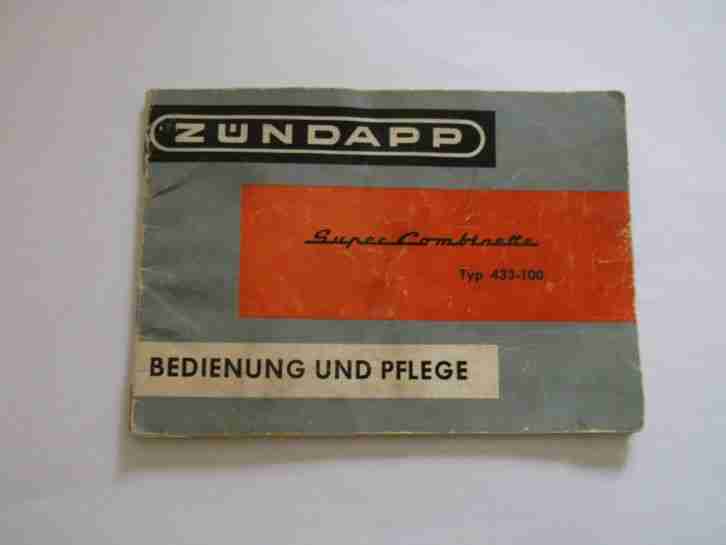 ZÜNDAPP
Super Combinette
Typ 433-100
BEDIENUNG UND PFLEGE